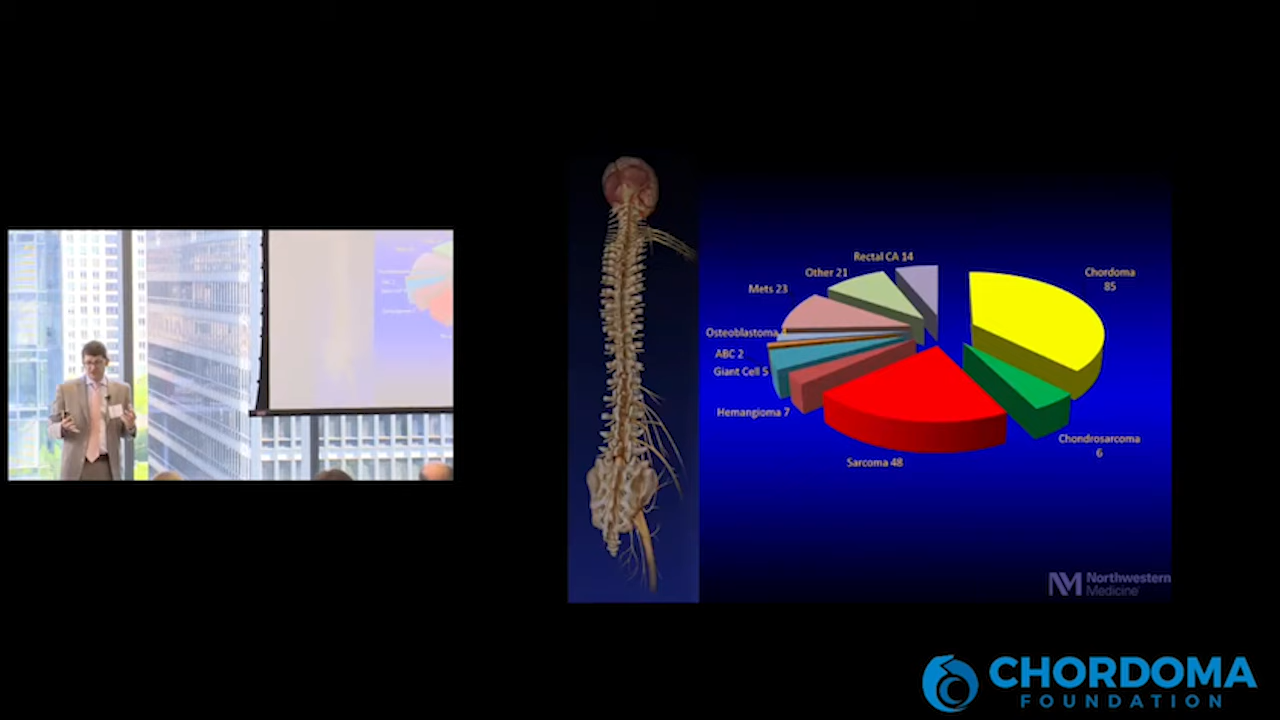 Rectal CA 14
Other 21
Mets 23
Osteoblastoma
ABC 2
Giant Cell 5
Hemangioma 7
Sarcoma 48
Chordoma
85
Chondrosarcoma
6
Northwestern
Medicine
CHORDOMA
FOUNDATION